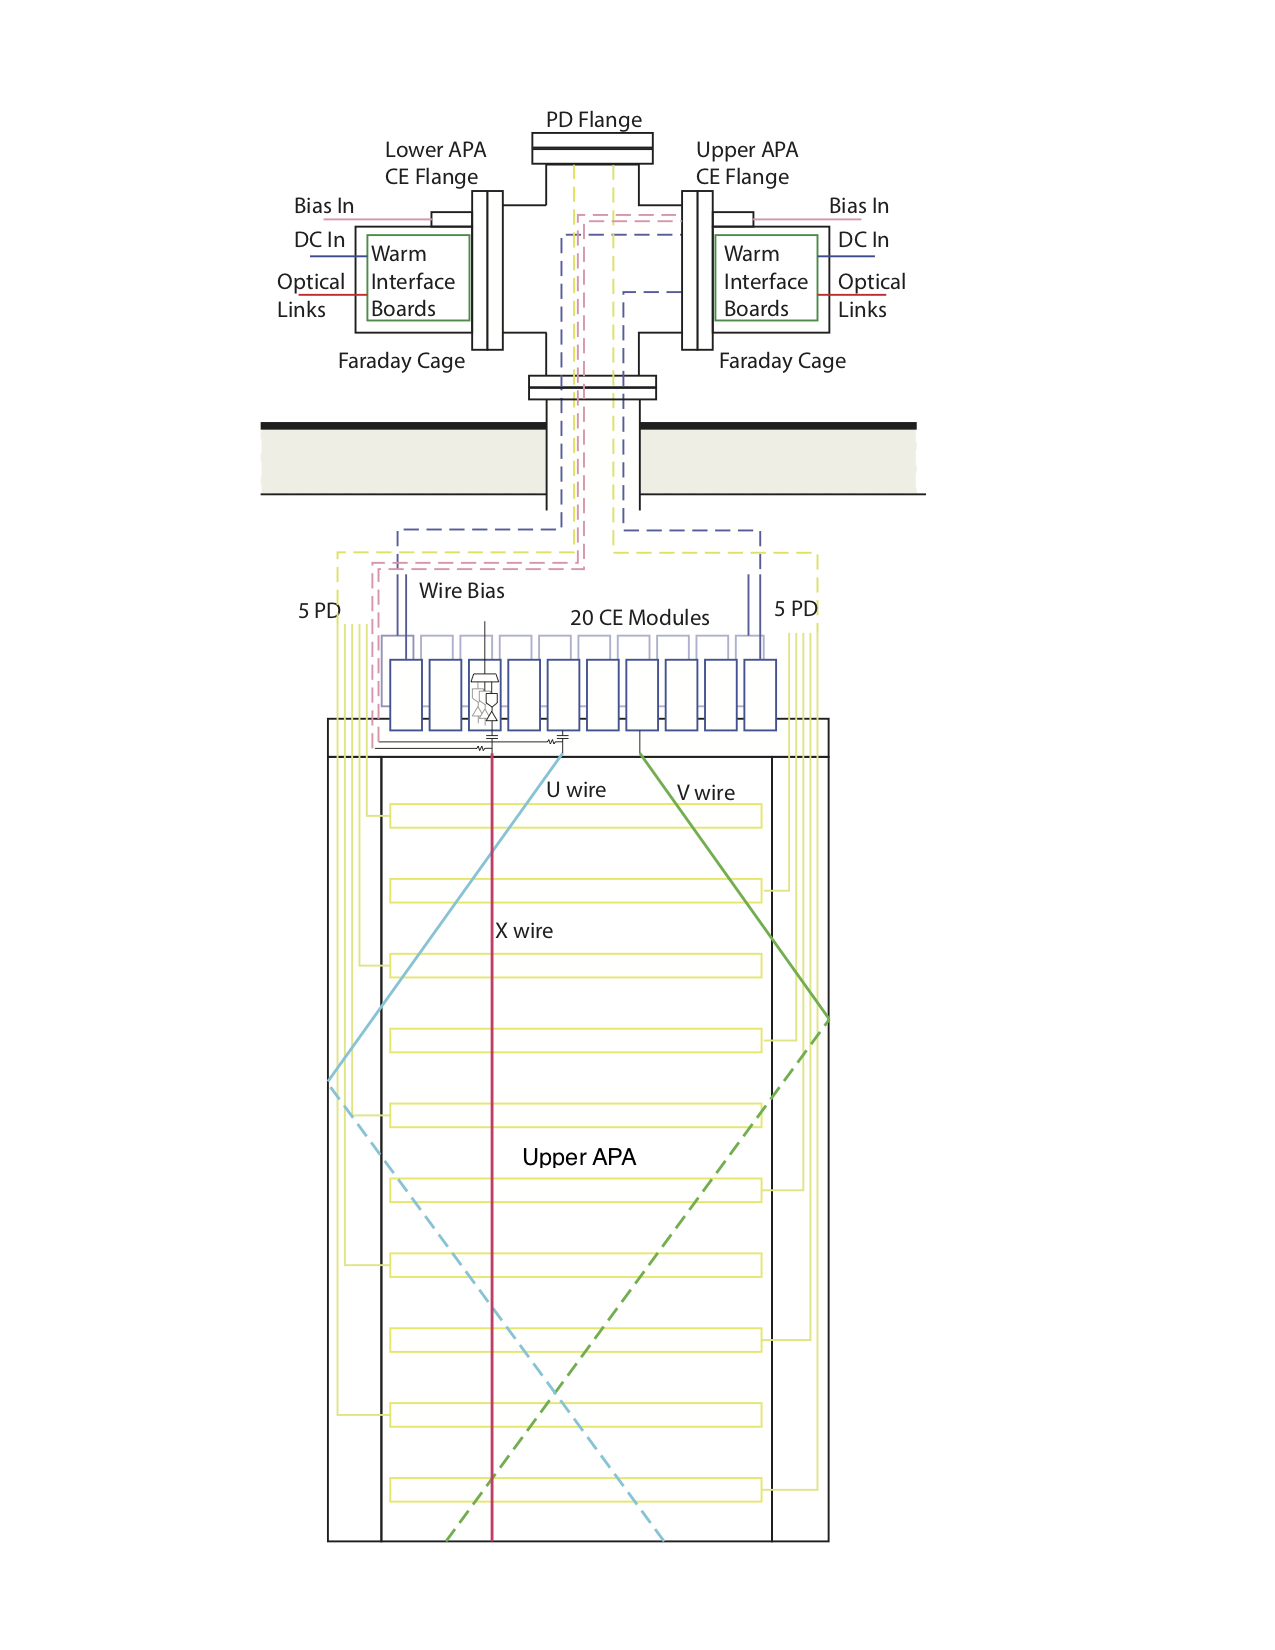 PD Flange
Lower APA
CE Flange
Upper APA
CE Flange
Bias In
DC In
Optical
Links
Warm
Interface
Boards
Faraday Cage
Warm
Interface
Boards
Bias In
DC In
Optical
Links
Faraday Cage
Wire Bias
5 PD
20 CE Modules
5 PD
U wire
V wire
X wire
Upper APA